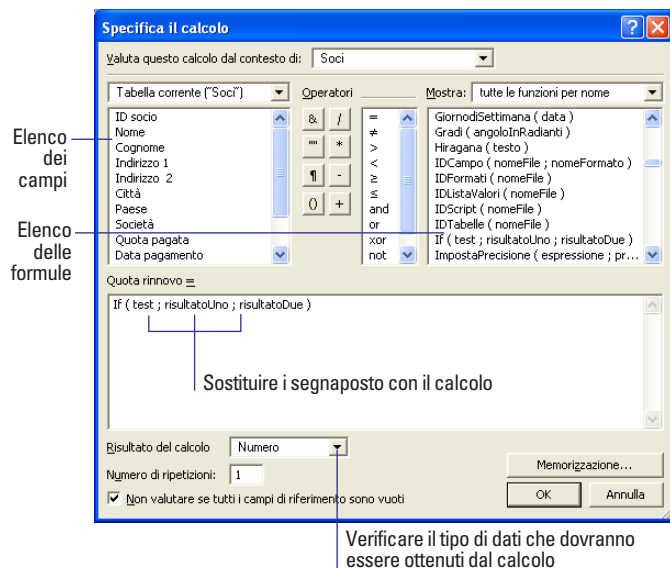 Specifica il calcolo
Valuta questo calcolo dal contesto di: Soci
Tabella corrente ("Soci")
Operatori
Mostra: tutte le funzioni per nome
Elenco
dei
campi
ID socio
Nome
Cognome
Indirizzo 1
Indirizzo 2
Città
Paese
Società
Quota pagata
Data pagamento
& /
"" *
¶ -
() +
=
≠
>
<
≥
≤
and
or
xor
not
GiornodiSettimana ( data )
Gradi ( angoloInRadianti )
Hiragana ( testo )
IDCampo ( nomeFile ; nomeFormato )
IDFormati ( nomeFile )
IDListaValori ( nomeFile )
IDScript ( nomeFile )
IDTabelle ( nomeFile )
If ( test ; risultatoUno ; risultatoDue )
ImpostaPrecisione ( espressione ; pr...
Elenco
delle
formule
Quota rinnovo =
If ( test ; risultatoUno ; risultatoDue )
Sostituire i segnaposto con il calcolo
Risultato del calcolo Numero
Numero di ripetizioni: 1
Non valutare se tutti i campi di riferimento sono vuoti
Memorizzazione...
OK Annulla
Verificare il tipo di dati che dovranno
essere ottenuti dal calcolo